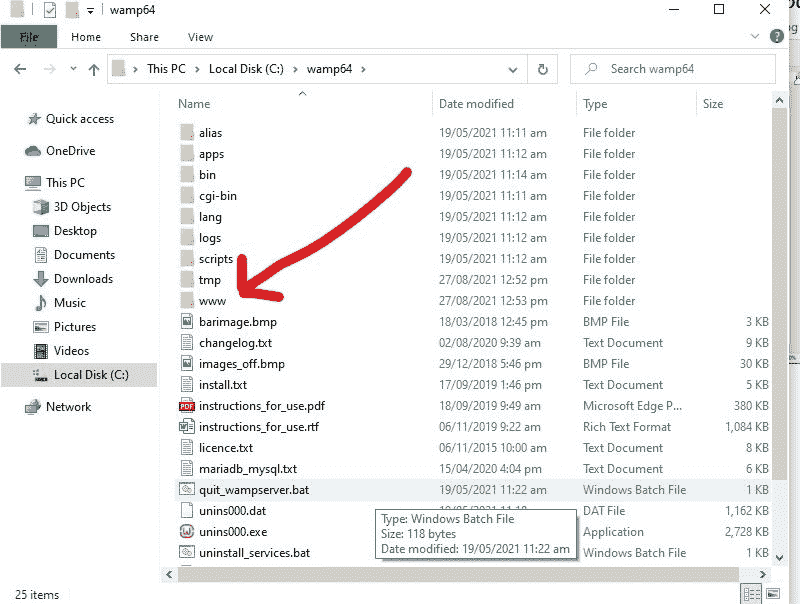 wamp64
File Home Share View
This PC Local Disk (C:) wamp64
Search wamp64
Name Date modified Type Size
Quick access
OneDrive
This PC
3D Objects
Desktop
Documents
Downloads
Music
Pictures
Videos
Local Disk (C:)
Network
alias 19/05/2021 11:11 am File folder
apps 19/05/2021 11:12 am File folder
bin 19/05/2021 11:14 am File folder
cgi-bin 19/05/2021 11:11 am File folder
lang 19/05/2021 11:12 am File folder
logs 19/05/2021 11:12 am File folder
scripts 19/05/2021 11:12 am File folder
tmp 27/08/2021 12:52 pm File folder
www 27/08/2021 12:53 pm File folder
barimage.bmp 18/03/2018 12:45 pm BMP File 3 KB
changelog.txt 02/08/2020 9:39 am Text Document 9 KB
images_off.bmp 29/12/2018 5:46 pm BMP File 30 KB
install.txt 17/09/2019 1:46 pm Text Document 5 KB
instructions_for_use.pdf 18/09/2019 9:49 am Microsoft Edge P... 380 KB
instructions_for_use.rtf 06/11/2019 9:22 am Rich Text Format 1,084 KB
licence.txt 06/11/2015 10:00 am Text Document 8 KB
mariadb_mysql.txt 15/04/2020 4:04 pm Text Document 6 KB
quit_wampserver.bat 19/05/2021 11:22 am Windows Batch File 1 KB
unins000.dat DAT File 1,162 KB
unins000.exe Application 2,728 KB
uninstall_services.bat Windows Batch File 1 KB
Type: Windows Batch File
Size: 118 bytes
Date modified: 19/05/2021 11:22 am
25 items